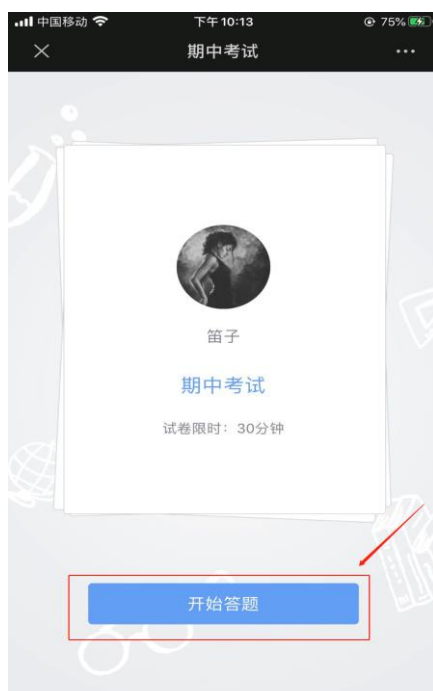 中国移动 下午10:13 75%
期中考试
笛子
期中考试
试卷限时：30分钟
开始答题